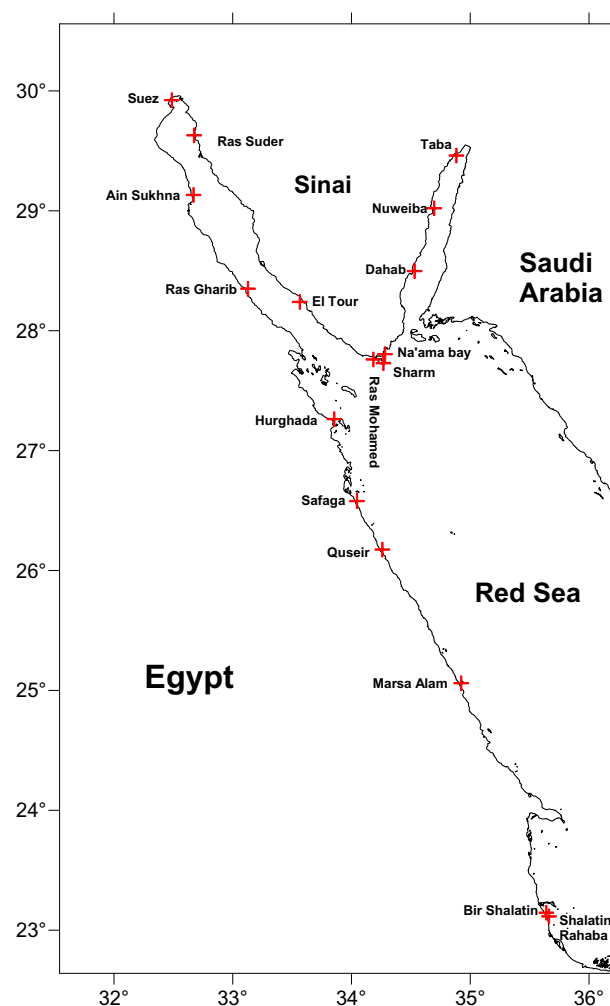 30°
Suez
Ras Suder
Taba
Sinai
Ain Sukhna
29°
Nuweiba
Dahab
Saudi
Arabia
Ras Gharib
El Tour
28°
Na'ama bay
Sharm
Ras Mohamed
Hurghada
27°
Safaga
Quseir
26°
Red Sea
Egypt
Marsa Alam
25°
24°
Bir Shalatin
Shalatin
Rahaba
23°
32° 33° 34° 35° 36°